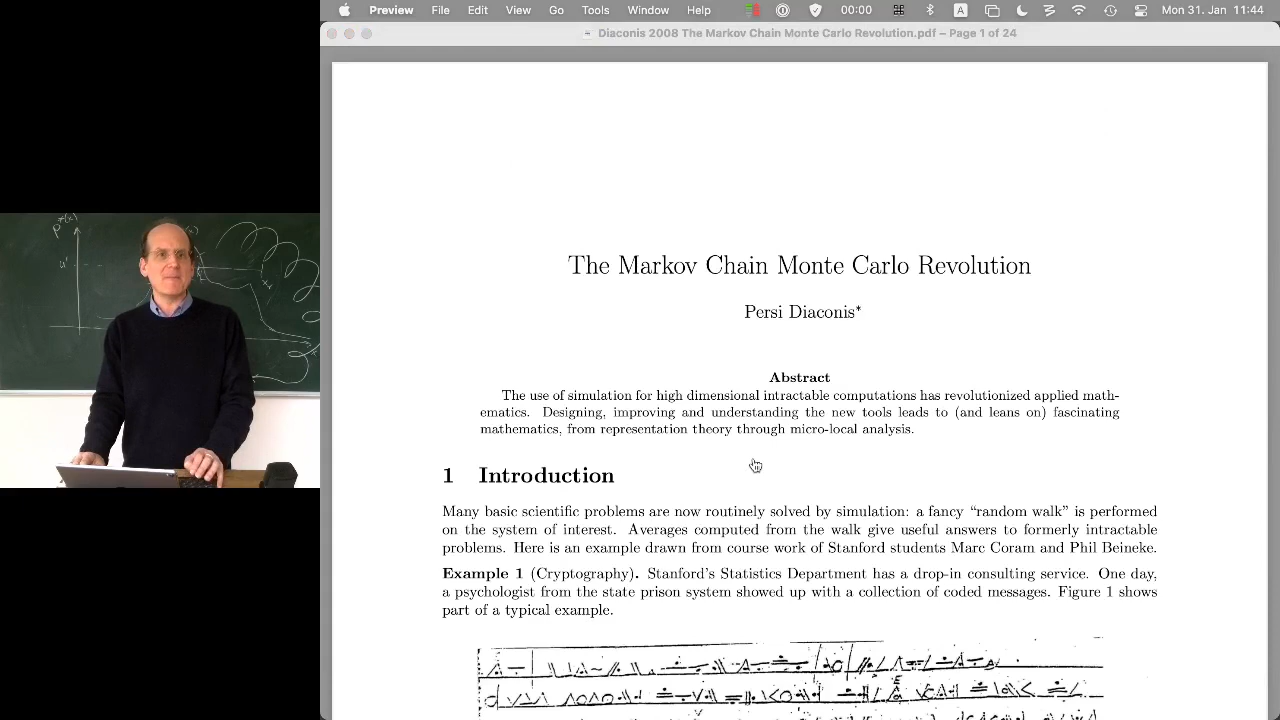 Preview File Edit View Go Tools Window Help 00:00 A Mon 31. Jan 11:44
Diaconis 2008 The Markov Chain Monte Carlo Revolution.pdf – Page 1 of 24
The Markov Chain Monte Carlo Revolution
Persi Diaconis*
Abstract
The use of simulation for high dimensional intractable computations has revolutionized applied math-
ematics. Designing, improving and understanding the new tools leads to (and leans on) fascinating
mathematics, from representation theory through micro-local analysis.
1 Introduction
Many basic scientific problems are now routinely solved by simulation: a fancy “random walk” is performed
on the system of interest. Averages computed from the walk give useful answers to formerly intractable
problems. Here is an example drawn from course work of Stanford students Marc Coram and Phil Beineke.
Example 1 (Cryptography). Stanford’s Statistics Department has a drop-in consulting service. One day,
a psychologist from the state prison system showed up with a collection of coded messages. Figure 1 shows
part of a typical example.